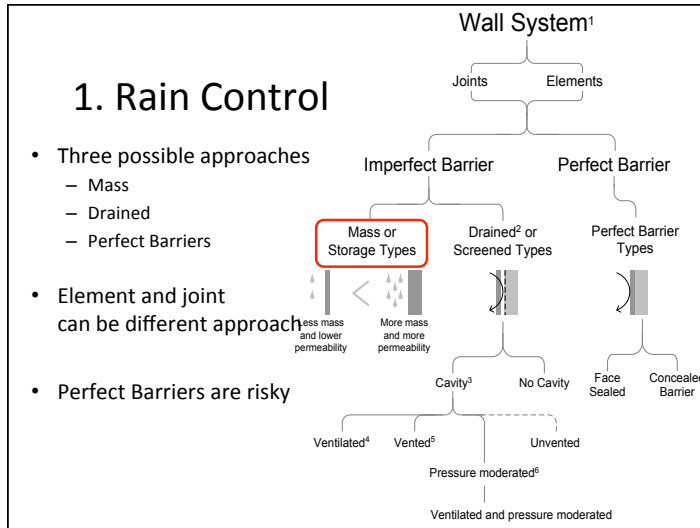 1. Rain Control
• Three possible approaches
– Mass
– Drained
– Perfect Barriers
• Element and joint
can be different approach
• Perfect Barriers are risky
Wall System¹
Joints
Elements
Imperfect Barrier
Perfect Barrier
Mass or
Storage Types
Drained² or
Screened Types
Perfect Barrier
Types
<
Less mass
and lower
permeability
More mass
and more
permeability
Cavity³
No Cavity
Face
Sealed
Concealed
Barrier
Ventilated⁴
Vented⁵
Unvented
Pressure moderated⁶
Ventilated and pressure moderated